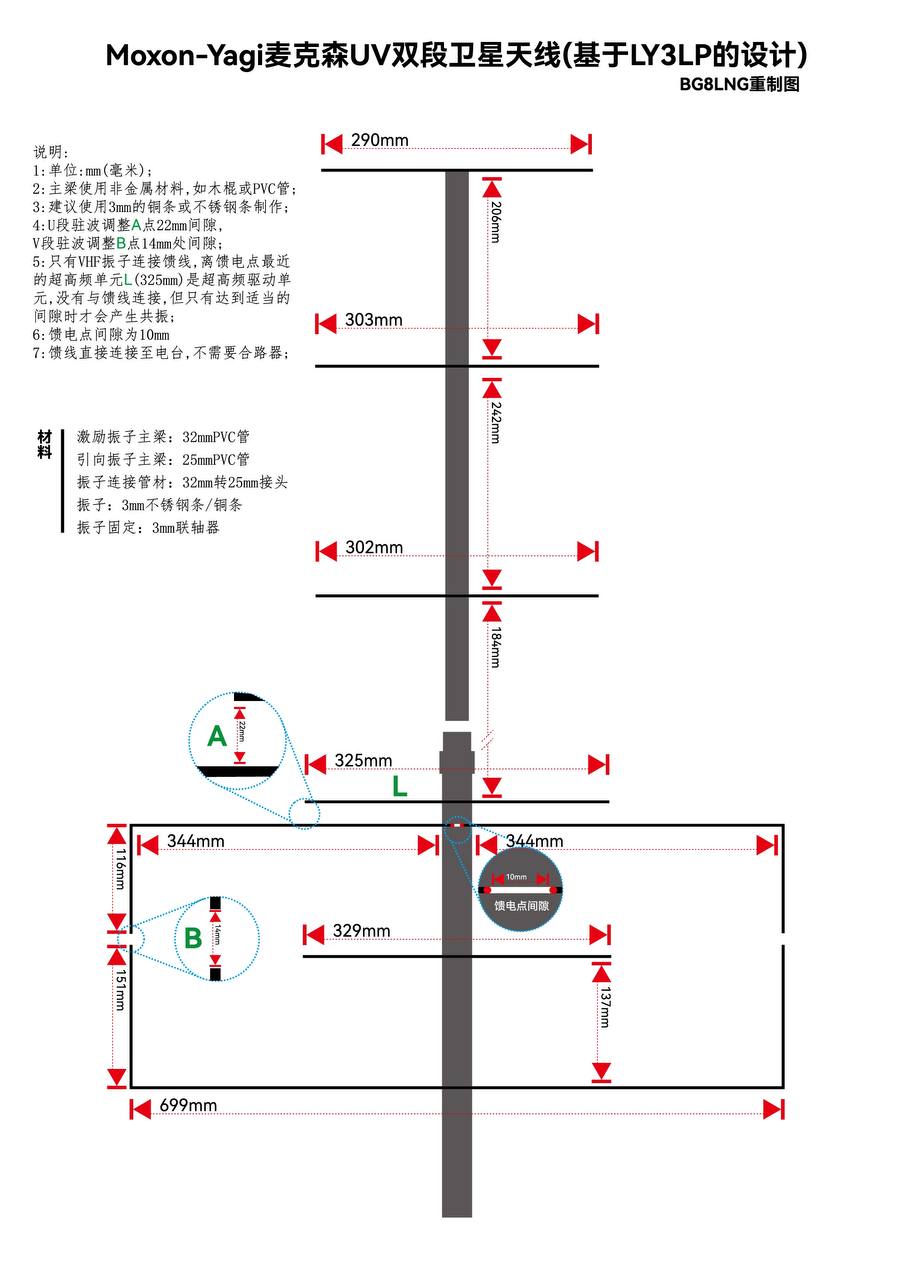 Moxon-Yagi麦克森UV双段卫星天线(基于LY3LP的设计)
BG8LNG重制图
说明:
1:单位:mm(毫米);
2:主梁使用非金属材料,如木棍或PVC管;
3:建议使用3mm的铜条或不锈钢条制作;
4:U段驻波调整A点22mm间隙,
V段驻波调整B点14mm处间隙;
5:只有VHF振子连接馈线,离馈电点最近
的超高频单元L(325mm)是超高频驱动单
元,没有与馈线连接,但只有达到适当的
间隙时才会产生共振;
6:馈电点间隙为10mm
7:馈线直接连接至电台,不需要合路器;
材料
激励振子主梁: 32mmPVC管
引向振子主梁: 25mmPVC管
振子连接管材: 32mm转25mm接头
振子: 3mm不锈钢条/铜条
振子固定: 3mm联轴器
290mm
206mm
303mm
242mm
302mm
184mm
A
22mm
325mm
L
344mm
344mm
116mm
10mm
馈电点间隙
B
14mm
329mm
151mm
137mm
699mm